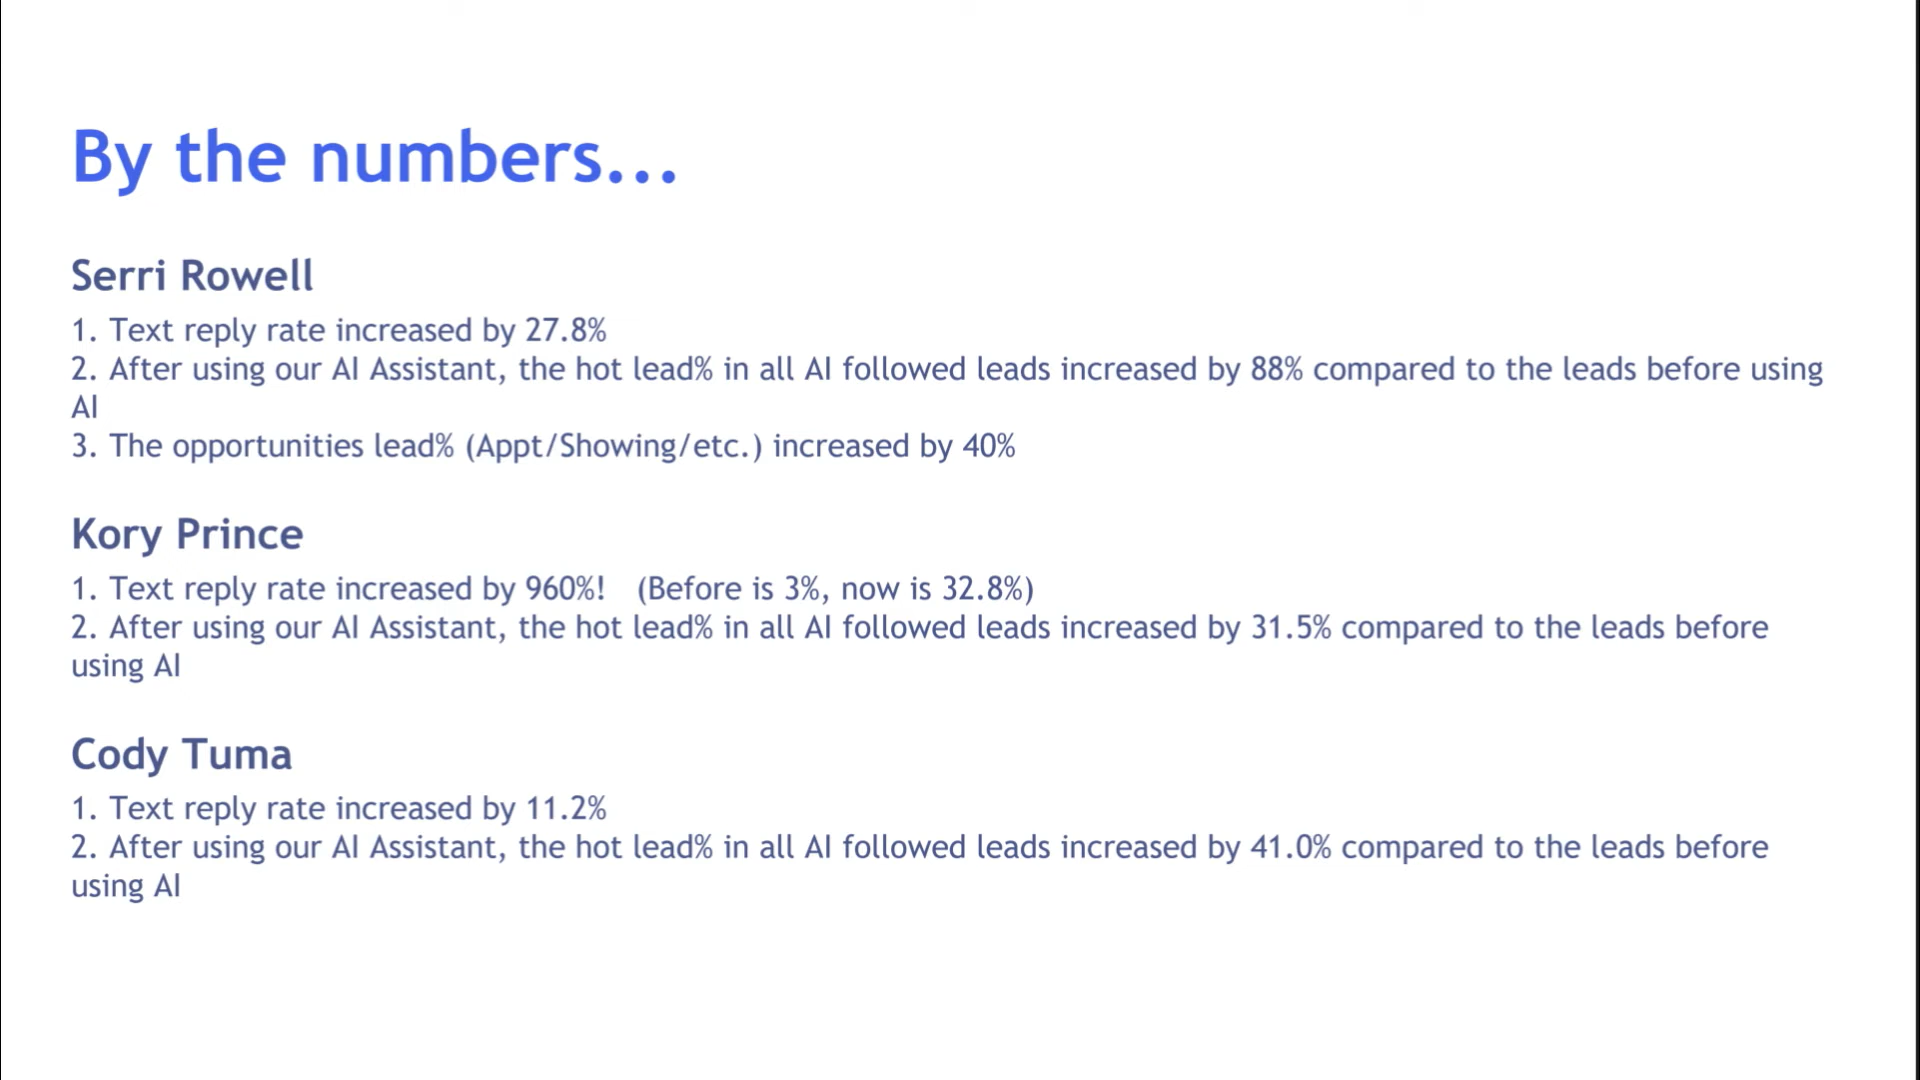 By the numbers...
Serri Rowell
1. Text reply rate increased by 27.8%
2. After using our AI Assistant, the hot lead% in all AI followed leads increased by 88% compared to the leads before using
AI
3. The opportunities lead% (Appt/Showing/etc.) increased by 40%
Kory Prince
1. Text reply rate increased by 960%! (Before is 3%, now is 32.8%)
2. After using our AI Assistant, the hot lead% in all AI followed leads increased by 31.5% compared to the leads before
using AI
Cody Tuma
1. Text reply rate increased by 11.2%
2. After using our AI Assistant, the hot lead% in all AI followed leads increased by 41.0% compared to the leads before
using AI